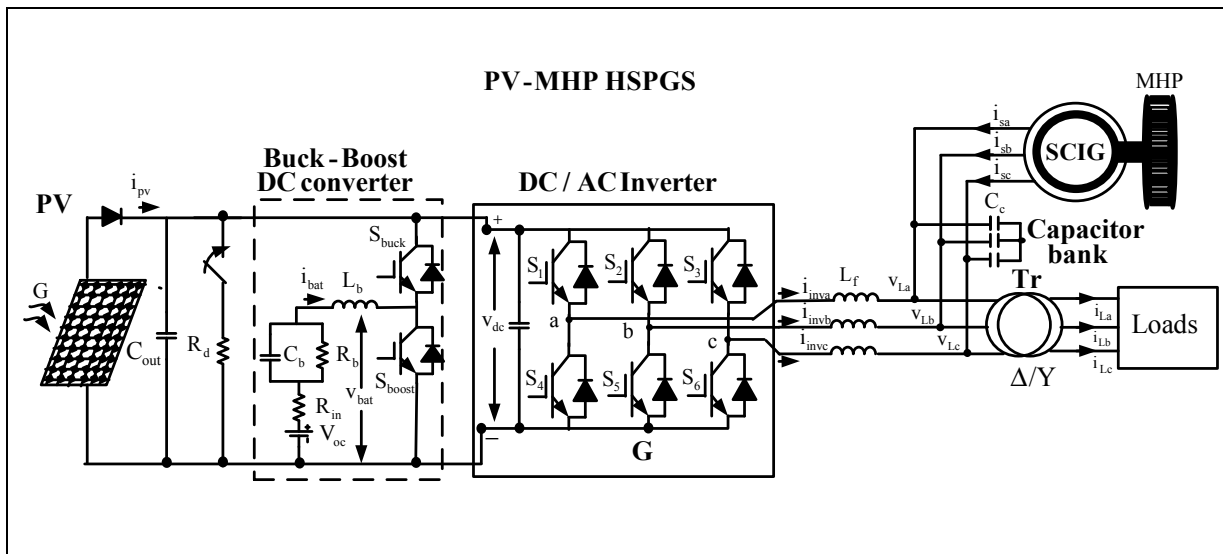 PV-MHP HSPGS
MHP
i_sa
i_sb
SCIG
i_sc
Buck-Boost
DC converter
DC / AC Inverter
PV
i_pv
C_c
Capacitor
bank
S_buck
+
S_1
S_2
S_3
Tr
i_bat
L_b
i_inva
L_f
v_La
G
i_La
v_dc
a
b
c
i_invb
v_Lb
i_Lb
Loads
C_out
R_d
C_b
R_b
S_boost
i_invc
v_Lc
i_Lc
v_bat
S_4
S_5
S_6
Δ/Y
R_in
V_oc
+
–
G